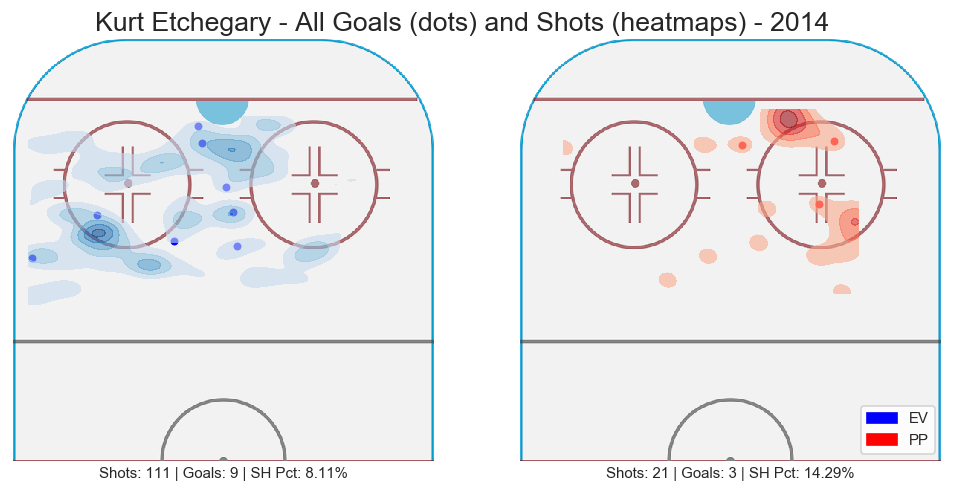 Kurt Etchegary - All Goals (dots) and Shots (heatmaps) - 2014
EV
PP
Shots: 111 | Goals: 9 | SH Pct: 8.11%
Shots: 21 | Goals: 3 | SH Pct: 14.29%